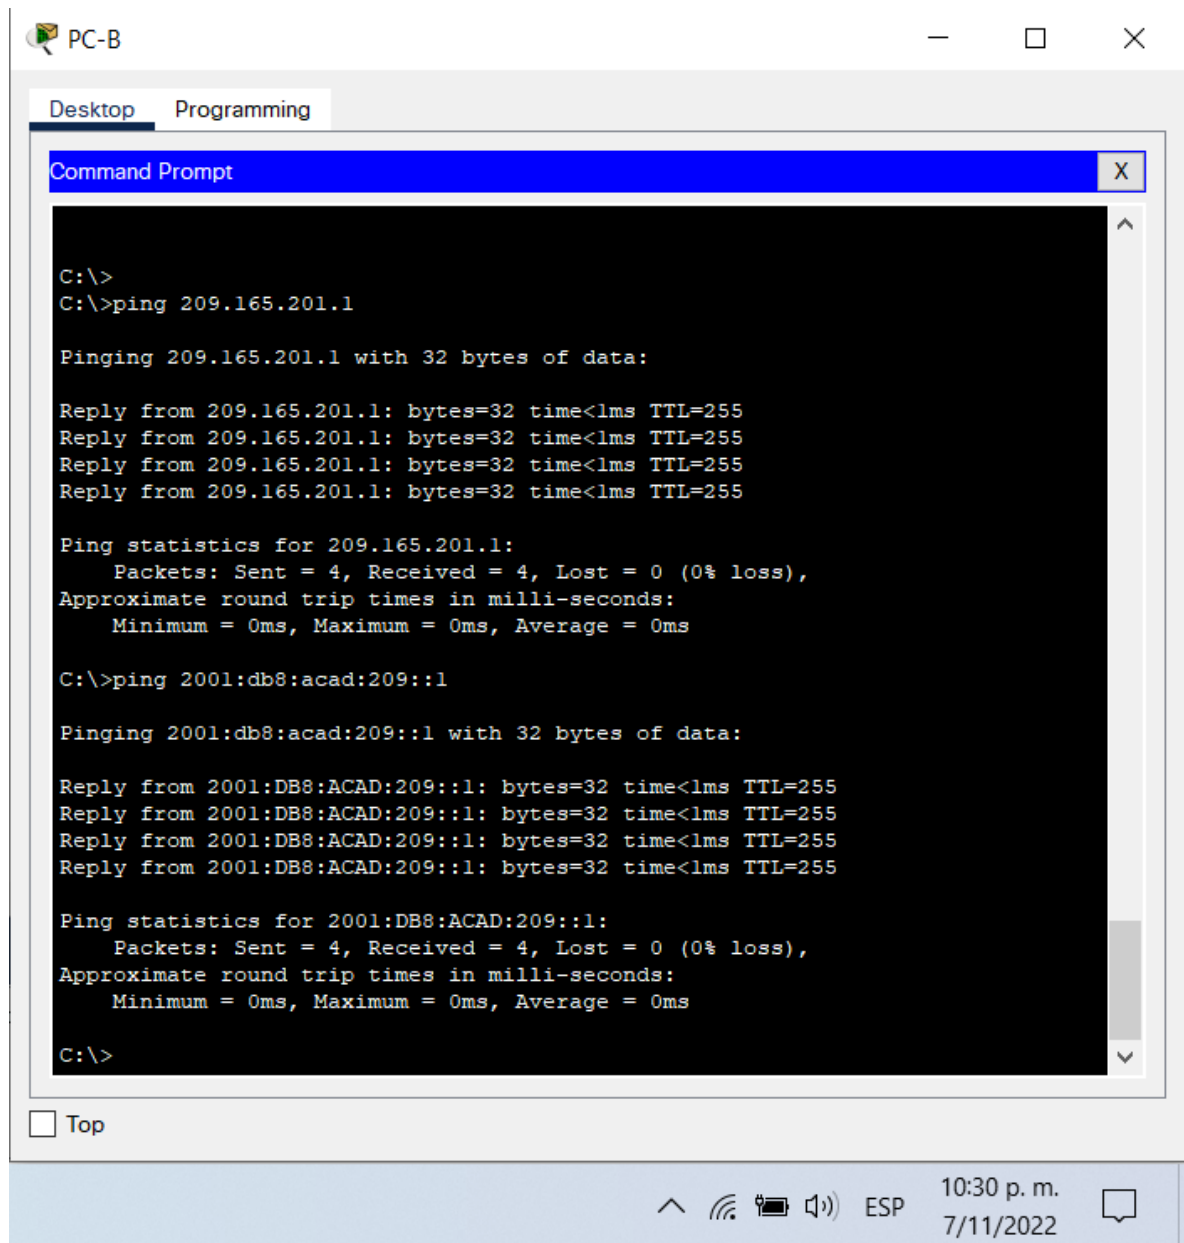 PC-B
Desktop Programming
Command Prompt X
C:\>
C:\>ping 209.165.201.1
Pinging 209.165.201.1 with 32 bytes of data:
Reply from 209.165.201.1: bytes=32 time<1ms TTL=255
Reply from 209.165.201.1: bytes=32 time<1ms TTL=255
Reply from 209.165.201.1: bytes=32 time<1ms TTL=255
Reply from 209.165.201.1: bytes=32 time<1ms TTL=255
Ping statistics for 209.165.201.1:
Packets: Sent = 4, Received = 4, Lost = 0 (0% loss),
Approximate round trip times in milli-seconds:
Minimum = 0ms, Maximum = 0ms, Average = 0ms
C:\>ping 2001:db8:acad:209::1
Pinging 2001:db8:acad:209::1 with 32 bytes of data:
Reply from 2001:DB8:ACAD:209::1: bytes=32 time<1ms TTL=255
Reply from 2001:DB8:ACAD:209::1: bytes=32 time<1ms TTL=255
Reply from 2001:DB8:ACAD:209::1: bytes=32 time<1ms TTL=255
Reply from 2001:DB8:ACAD:209::1: bytes=32 time<1ms TTL=255
Ping statistics for 2001:DB8:ACAD:209::1:
Packets: Sent = 4, Received = 4, Lost = 0 (0% loss),
Approximate round trip times in milli-seconds:
Minimum = 0ms, Maximum = 0ms, Average = 0ms
C:\>
Top
ESP
10:30 p. m.
7/11/2022